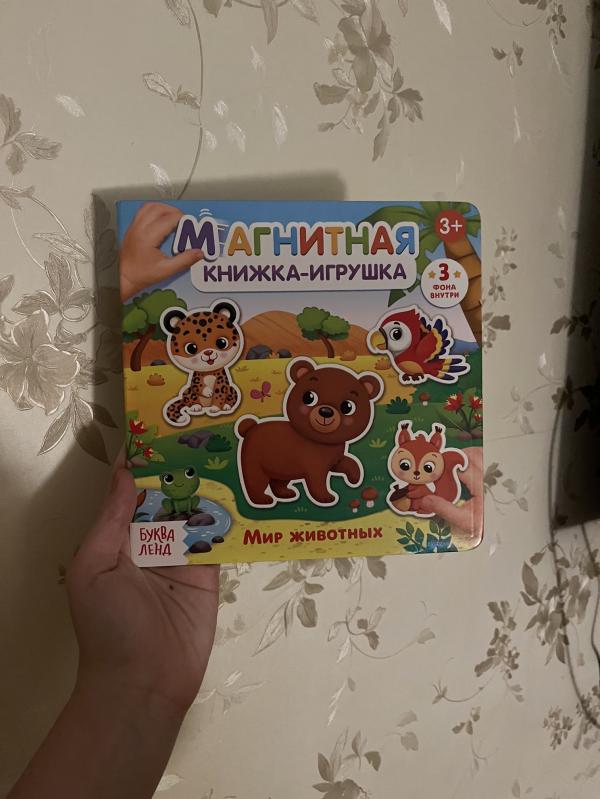 МАГНИТНАЯ
КНИЖКА-ИГРУШКА
3+
3
ФОНА
ВНУТРИ
БУКВА
ЛЕНД
Мир животных